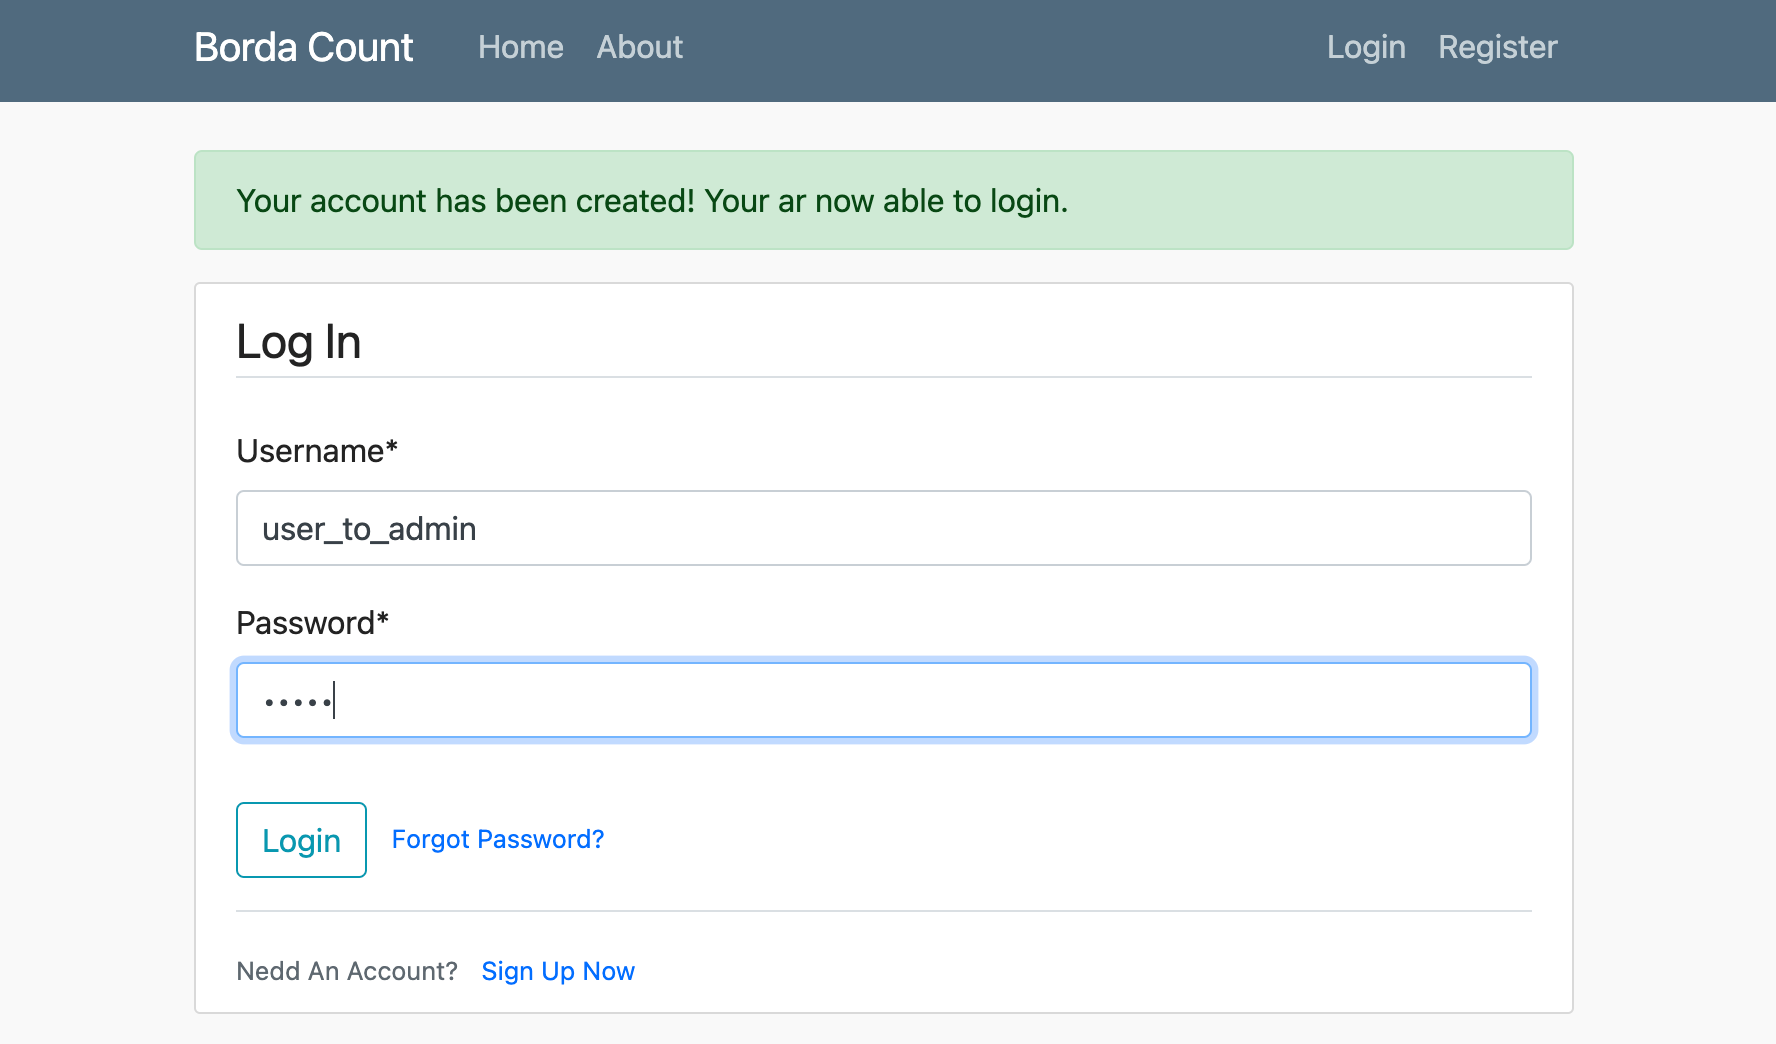 Borda Count Home About Login Register
Your account has been created! Your ar now able to login.
Log In
Username*
user_to_admin
Password*
•••••
Login Forgot Password?
Nedd An Account? Sign Up Now